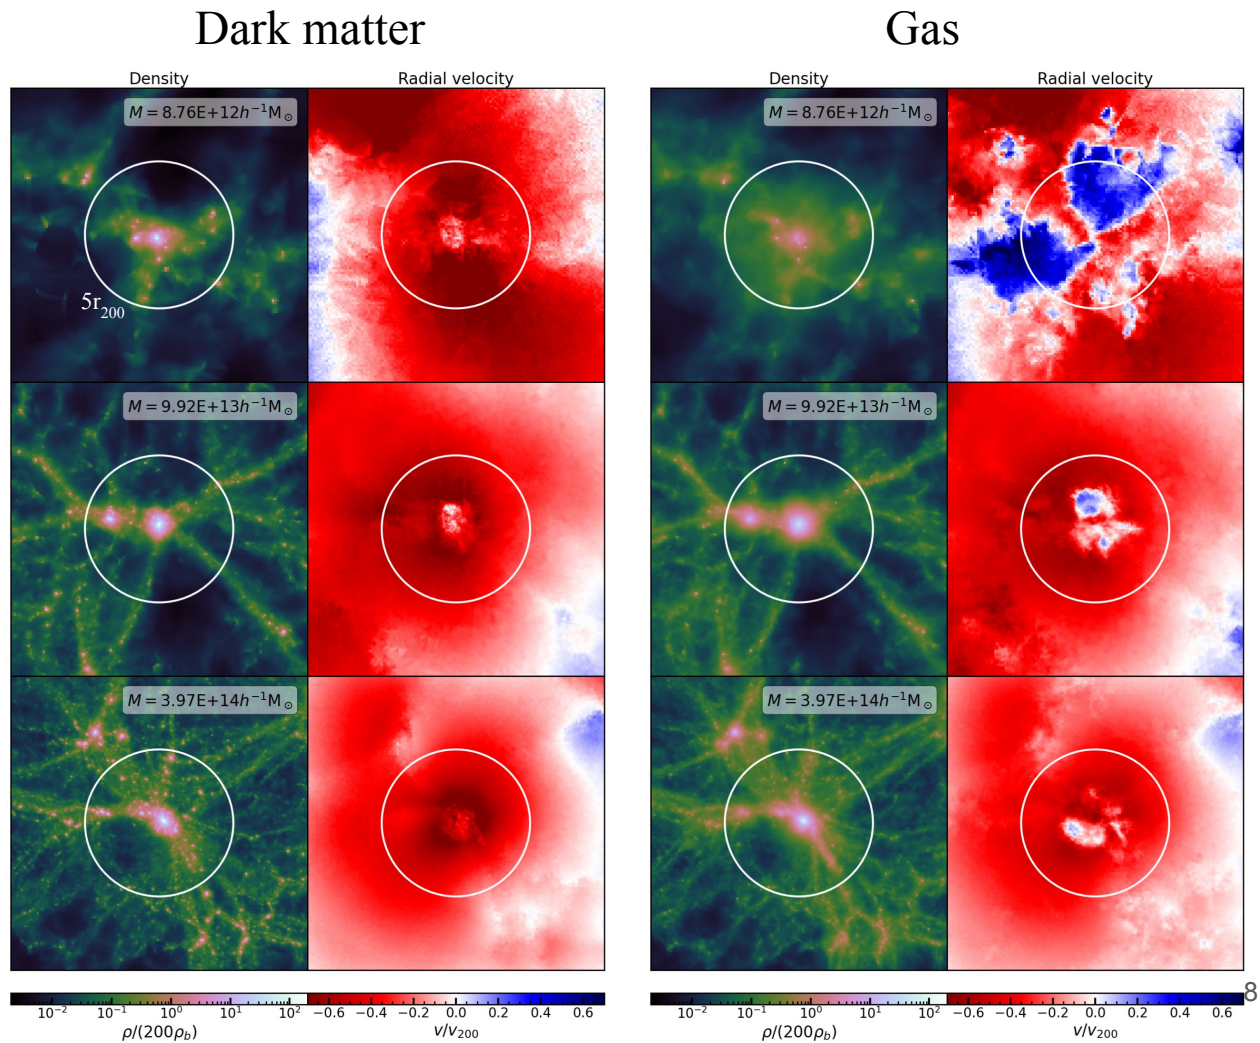 Dark matter
Gas
Density
Radial velocity
Density
Radial velocity
M = 8.76E+12h⁻¹M⊙
M = 8.76E+12h⁻¹M⊙
5r₂₀₀
M = 9.92E+13h⁻¹M⊙
M = 9.92E+13h⁻¹M⊙
M = 3.97E+14h⁻¹M⊙
M = 3.97E+14h⁻¹M⊙
10⁻² 10⁻¹ 10⁰ 10¹ 10² −0.6 −0.4 −0.2 0.0 0.2 0.4 0.6
10⁻² 10⁻¹ 10⁰ 10¹ 10² −0.6 −0.4 −0.2 0.0 0.2 0.4 0.6
8
ρ/(200ρ_b)
v/v₂₀₀
ρ/(200ρ_b)
v/v₂₀₀